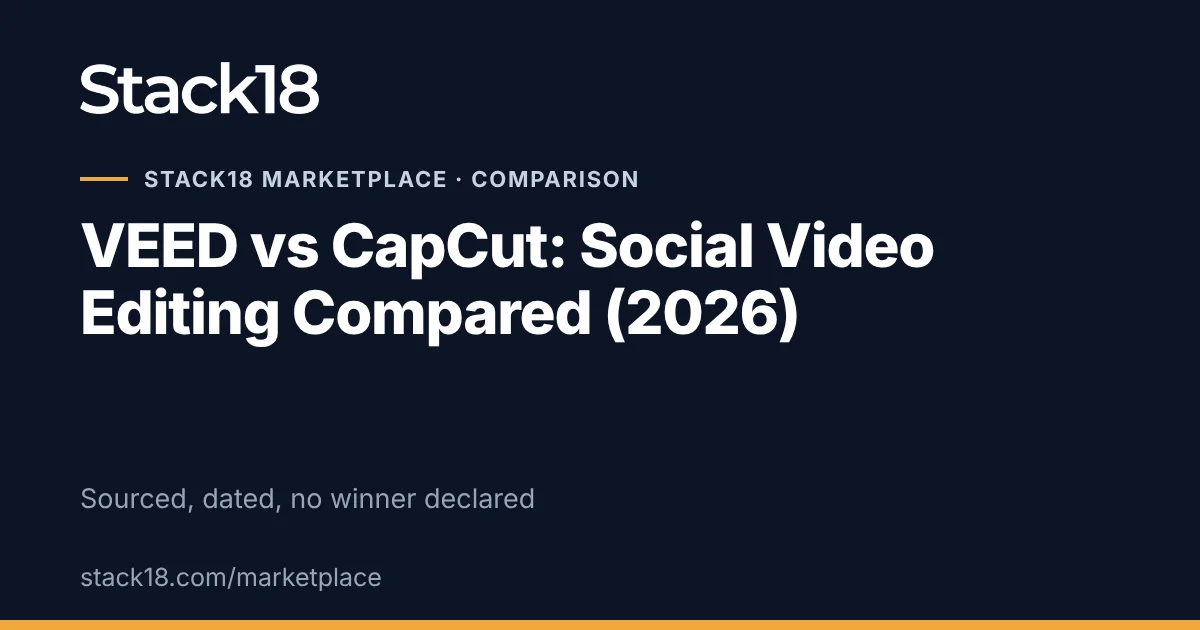 Stack18
STACK18 MARKETPLACE · COMPARISON
VEED vs CapCut: Social Video
Editing Compared (2026)
Sourced, dated, no winner declared
stack18.com/marketplace